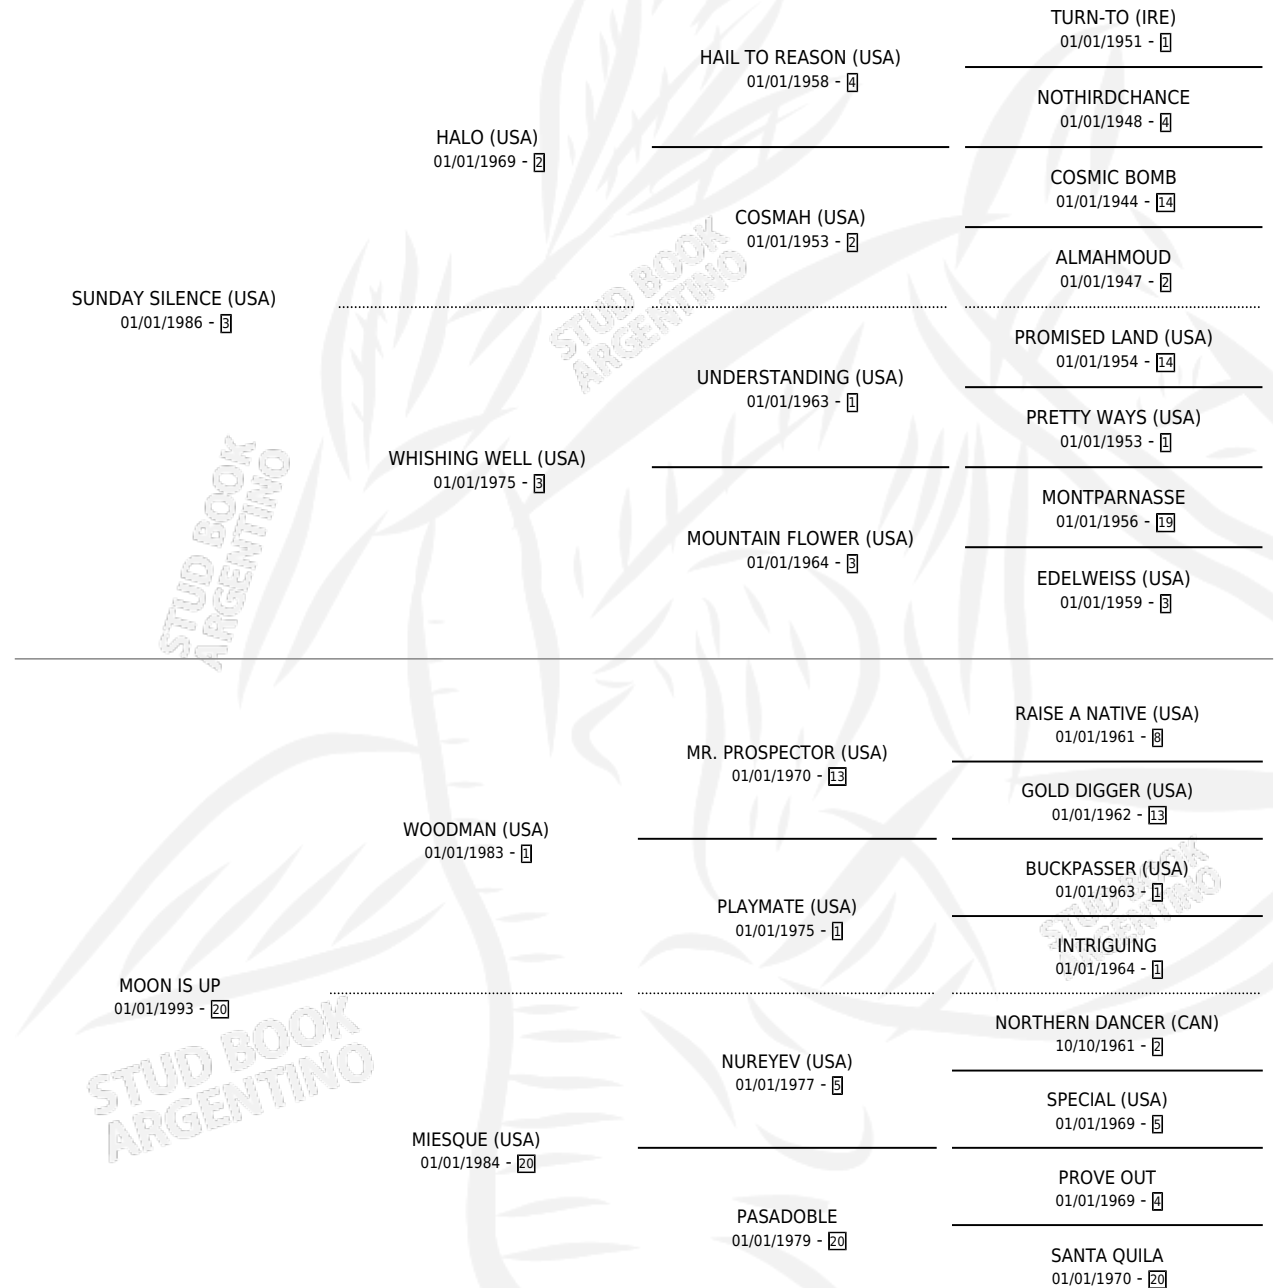 TURN-TO (IRE)
01/01/1951 - 1
HAIL TO REASON (USA)
01/01/1958 - 4
NOTHIRDCHANCE
01/01/1948 - 4
HALO (USA)
01/01/1969 - 2
COSMIC BOMB
01/01/1944 - 14
COSMAH (USA)
01/01/1953 - 2
ALMAHMOUD
01/01/1947 - 2
SUNDAY SILENCE (USA)
01/01/1986 - 3
STUD BOOK
ARGENTINO
PROMISED LAND (USA)
01/01/1954 - 14
UNDERSTANDING (USA)
01/01/1963 - 1
PRETTY WAYS (USA)
01/01/1953 - 1
WHISHING WELL (USA)
01/01/1975 - 3
MONTPARNASSE
01/01/1956 - 19
MOUNTAIN FLOWER (USA)
01/01/1964 - 3
EDELWEISS (USA)
01/01/1959 - 3
STUD BOOK
ARGENTINO
RAISE A NATIVE (USA)
01/01/1961 - 8
MR. PROSPECTOR (USA)
01/01/1970 - 13
GOLD DIGGER (USA)
01/01/1962 - 13
WOODMAN (USA)
01/01/1983 - 1
BUCKPASSER (USA)
01/01/1963 - 1
PLAYMATE (USA)
01/01/1975 - 1
STUD BOOK
ARGENTINO
INTRIGUING
01/01/1964 - 1
MOON IS UP
01/01/1993 - 20
STUD BOOK
ARGENTINO
NORTHERN DANCER (CAN)
10/10/1961 - 2
NUREYEV (USA)
01/01/1977 - 5
SPECIAL (USA)
01/01/1969 - 5
MIESQUE (USA)
01/01/1984 - 20
PROVE OUT
01/01/1969 - 4
PASADOBLE
01/01/1979 - 20
SANTA QUILA
01/01/1970 - 20